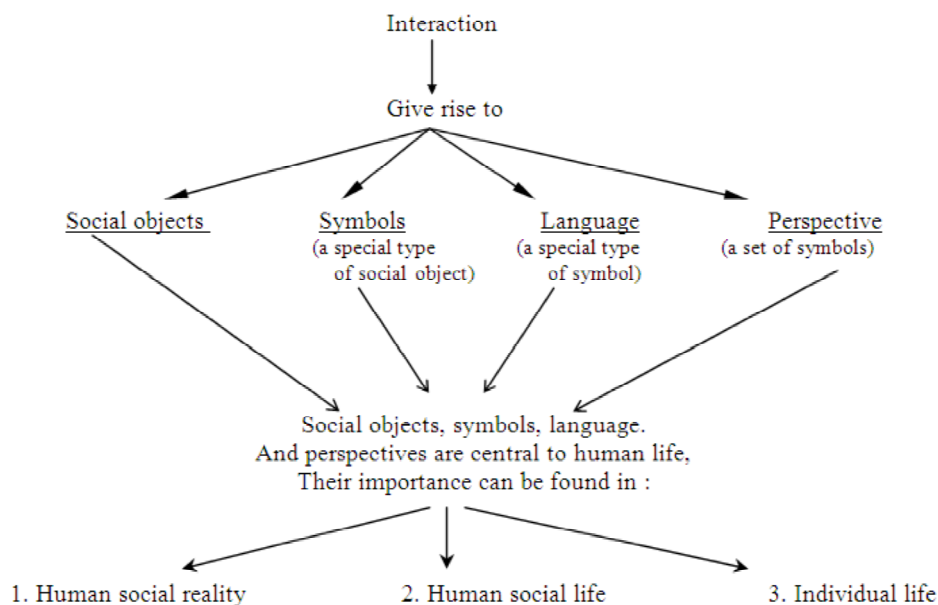 Interaction
Give rise to
Social objects
Symbols
(a special type
of social object)
Language
(a special type
of symbol)
Perspective
(a set of symbols)
Social objects, symbols, language.
And perspectives are central to human life,
Their importance can be found in :
1. Human social reality
2. Human social life
3. Individual life